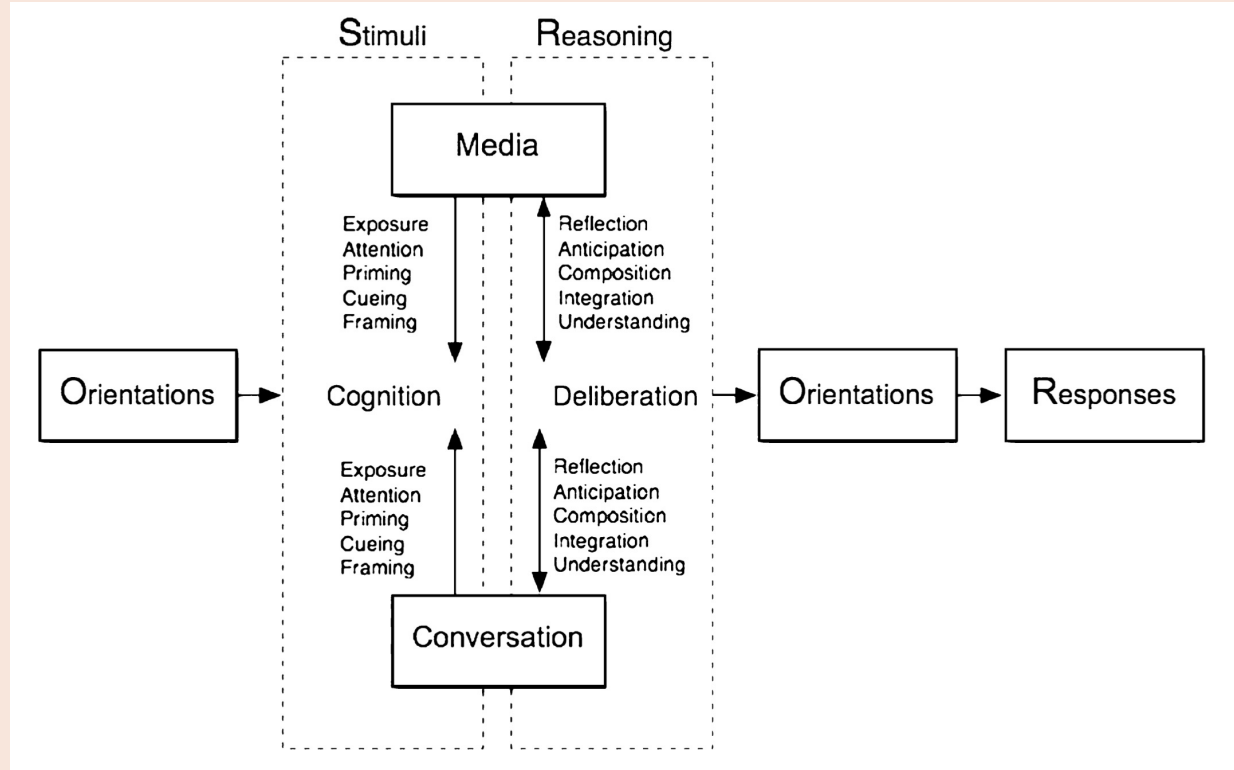 Stimuli
Reasoning
Media
Exposure
Attention
Priming
Cueing
Framing
Reflection
Anticipation
Composition
Integration
Understanding
Orientations
Cognition
Deliberation
Orientations
Responses
Exposure
Attention
Priming
Cueing
Framing
Reflection
Anticipation
Composition
Integration
Understanding
Conversation